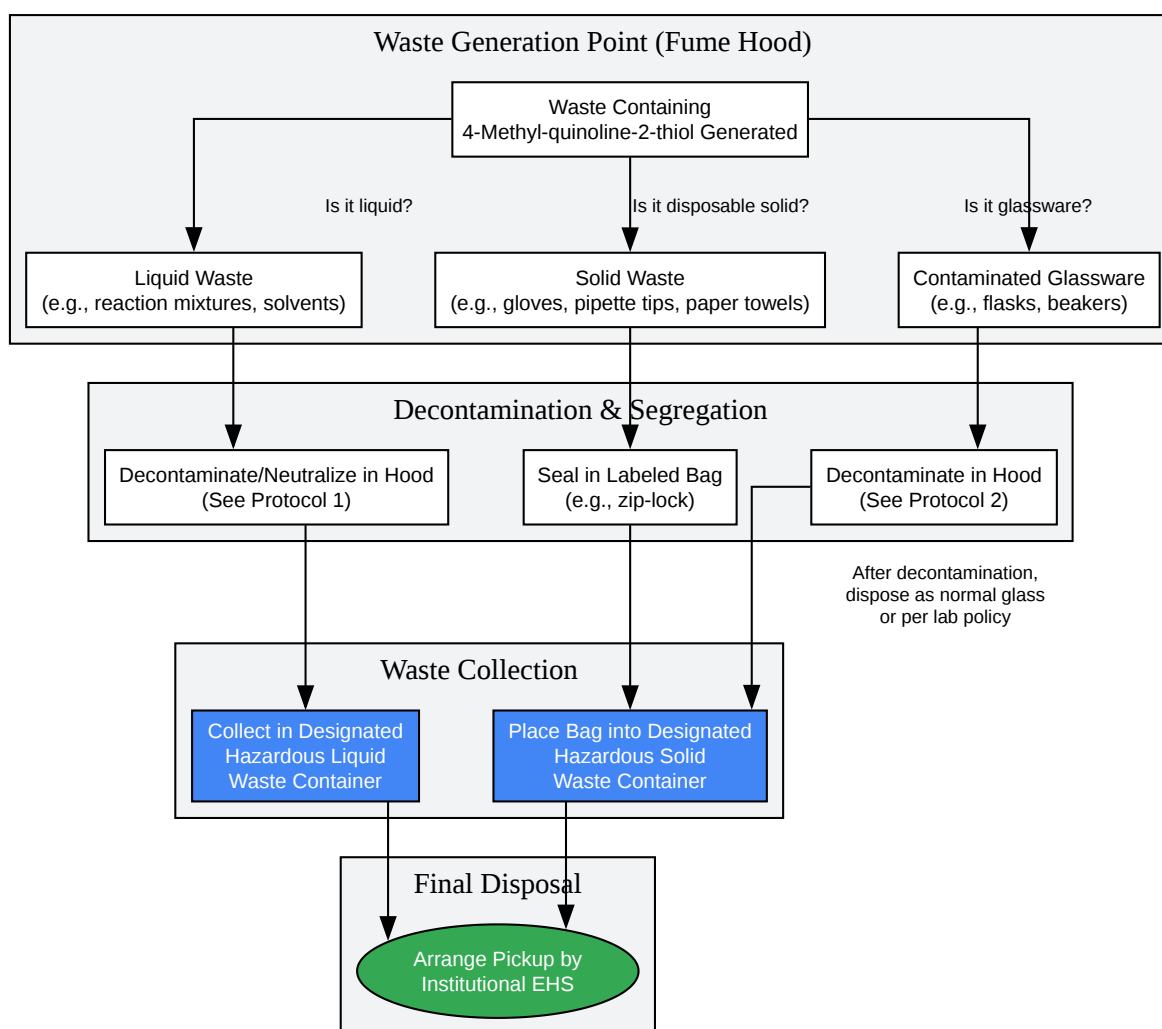 Waste Generation Point (Fume Hood)
Waste Containing
4-Methyl-quinoline-2-thiol Generated
Is it liquid?
Is it disposable solid?
Is it glassware?
Liquid Waste
(e.g., reaction mixtures, solvents)
Solid Waste
(e.g., gloves, pipette tips, paper towels)
Contaminated Glassware
(e.g., flasks, beakers)
Decontamination & Segregation
Decontaminate/Neutralize in Hood
(See Protocol 1)
Seal in Labeled Bag
(e.g., zip-lock)
Decontaminate in Hood
(See Protocol 2)
After decontamination,
dispose as normal glass
or per lab policy
Waste Collection
Collect in Designated
Hazardous Liquid
Waste Container
Place Bag into Designated
Hazardous Solid
Waste Container
Final Disposal
Arrange Pickup by
Institutional EHS